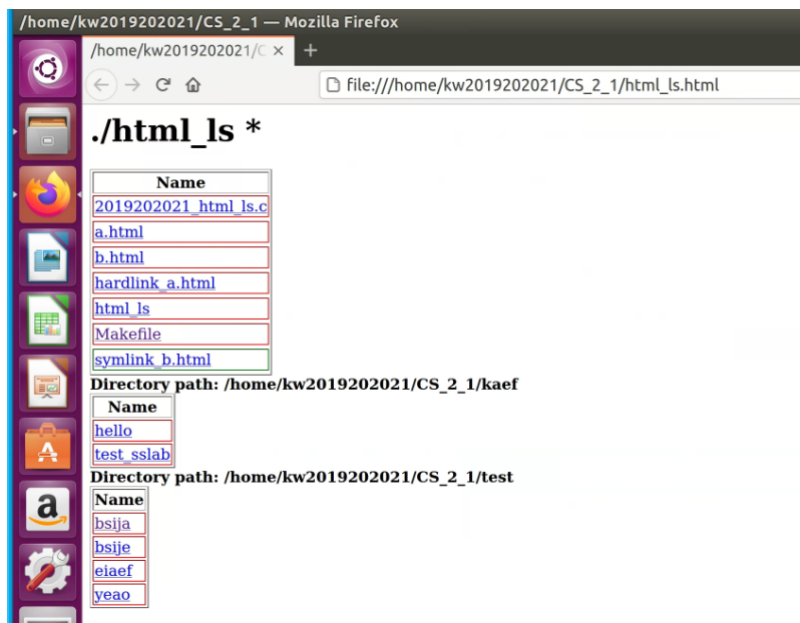 /home/kw2019202021/CS_2_1 — Mozilla Firefox
/home/kw2019202021/C × +
file:///home/kw2019202021/CS_2_1/html_ls.html
./html_ls *
Name
2019202021_html_ls.c
a.html
b.html
hardlink_a.html
html_ls
Makefile
symlink_b.html
Directory path: /home/kw2019202021/CS_2_1/kaef
Name
hello
test_sslab
Directory path: /home/kw2019202021/CS_2_1/test
Name
bsija
bsije
eiaef
yeao